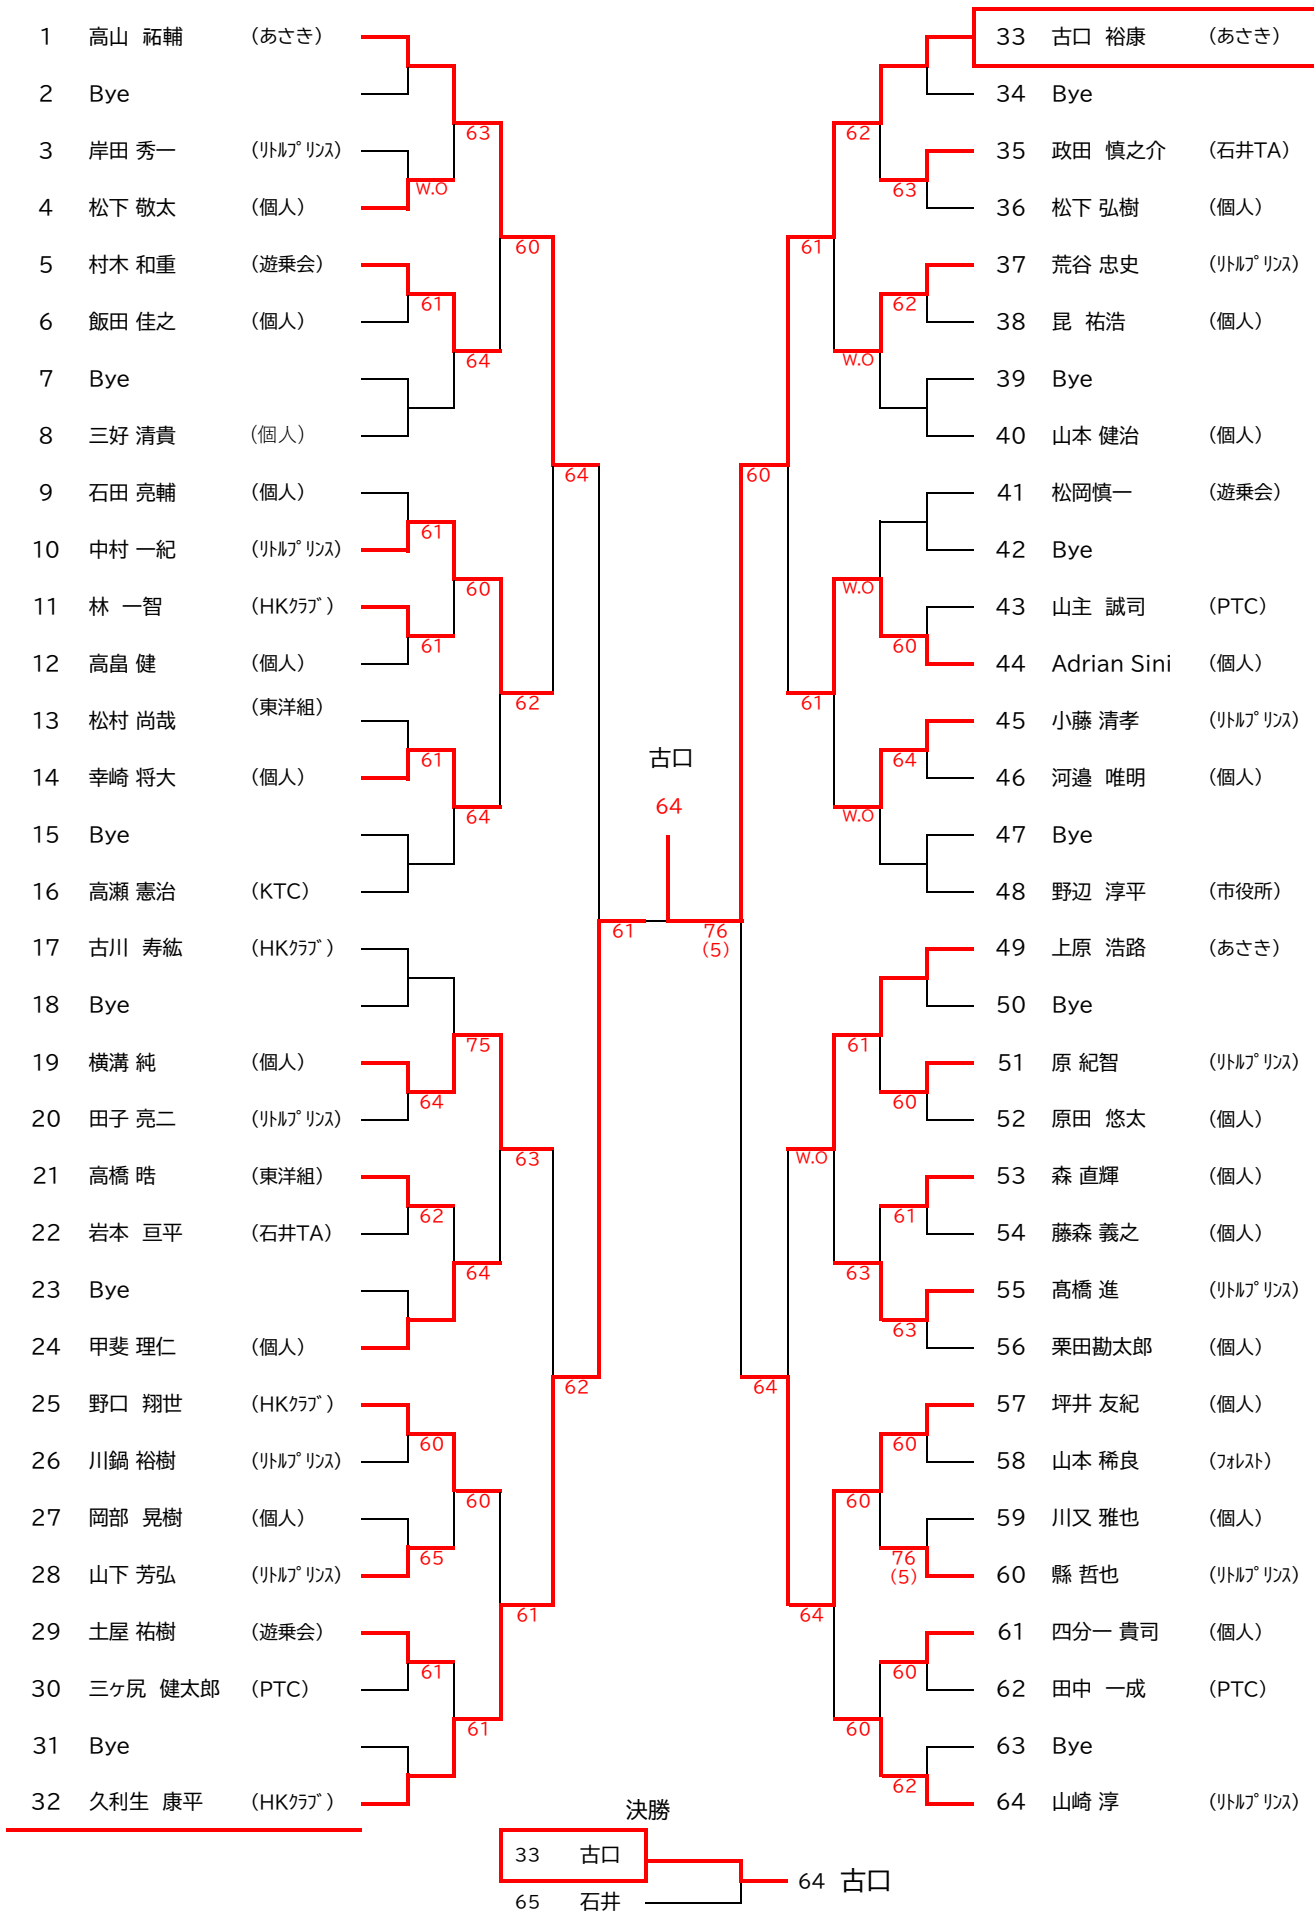 1 高山 祏輔 (あさき)
2 Bye
3 岸田 秀一 (ﾘﾄﾙﾌﾟﾘﾝｽ)
4 松下 敬太 (個人)
5 村木 和重 (遊乗会)
6 飯田 佳之 (個人)
7 Bye
8 三好 清貴 (個人)
9 石田 亮輔 (個人)
10 中村 一紀 (ﾘﾄﾙﾌﾟﾘﾝｽ)
11 林 一智 (HKｸﾗﾌﾞ)
12 高畠 健 (個人)
13 松村 尚哉 (東洋組)
14 幸崎 将大 (個人)
15 Bye
16 高瀬 憲治 (KTC)
17 古川 寿紘 (HKｸﾗﾌﾞ)
18 Bye
19 横溝 純 (個人)
20 田子 亮二 (ﾘﾄﾙﾌﾟﾘﾝｽ)
21 高橋 晧 (東洋組)
22 岩本 亘平 (石井TA)
23 Bye
24 甲斐 理仁 (個人)
25 野口 翔世 (HKｸﾗﾌﾞ)
26 川鍋 裕樹 (ﾘﾄﾙﾌﾟﾘﾝｽ)
27 岡部 晃樹 (個人)
28 山下 芳弘 (ﾘﾄﾙﾌﾟﾘﾝｽ)
29 土屋 祐樹 (遊乗会)
30 三ヶ尻 健太郎 (PTC)
31 Bye
32 久利生 康平 (HKｸﾗﾌﾞ)
W.O
61
61
61
61
64
62
60
65
61
63
64
60
64
75
64
60
61
60
62
63
61
64
62
61
古口
64
76
(5)
60
64
61
61
W.O
64
62
W.O
W.O
W.O
61
63
60
60
63
62
60
64
60
61
63
60
76
(5)
60
62
33 古口 裕康 (あさき)
34 Bye
35 政田 慎之介 (石井TA)
36 松下 弘樹 (個人)
37 荒谷 忠史 (ﾘﾄﾙﾌﾟﾘﾝｽ)
38 昆 祐浩 (個人)
39 Bye
40 山本 健治 (個人)
41 松岡慎一 (遊乗会)
42 Bye
43 山主 誠司 (PTC)
44 Adrian Sini (個人)
45 小藤 清孝 (ﾘﾄﾙﾌﾟﾘﾝｽ)
46 河邉 唯明 (個人)
47 Bye
48 野辺 淳平 (市役所)
49 上原 浩路 (あさき)
50 Bye
51 原 紀智 (ﾘﾄﾙﾌﾟﾘﾝｽ)
52 原田 悠太 (個人)
53 森 直輝 (個人)
54 藤森 義之 (個人)
55 髙橋 進 (ﾘﾄﾙﾌﾟﾘﾝｽ)
56 栗田勘太郎 (個人)
57 坪井 友紀 (個人)
58 山本 稀良 (ﾌｫﾚｽﾄ)
59 川又 雅也 (個人)
60 縣 哲也 (ﾘﾄﾙﾌﾟﾘﾝｽ)
61 四分一 貴司 (個人)
62 田中 一成 (PTC)
63 Bye
64 山崎 淳 (ﾘﾄﾙﾌﾟﾘﾝｽ)
決勝
33 古口
64 古口
65 石井